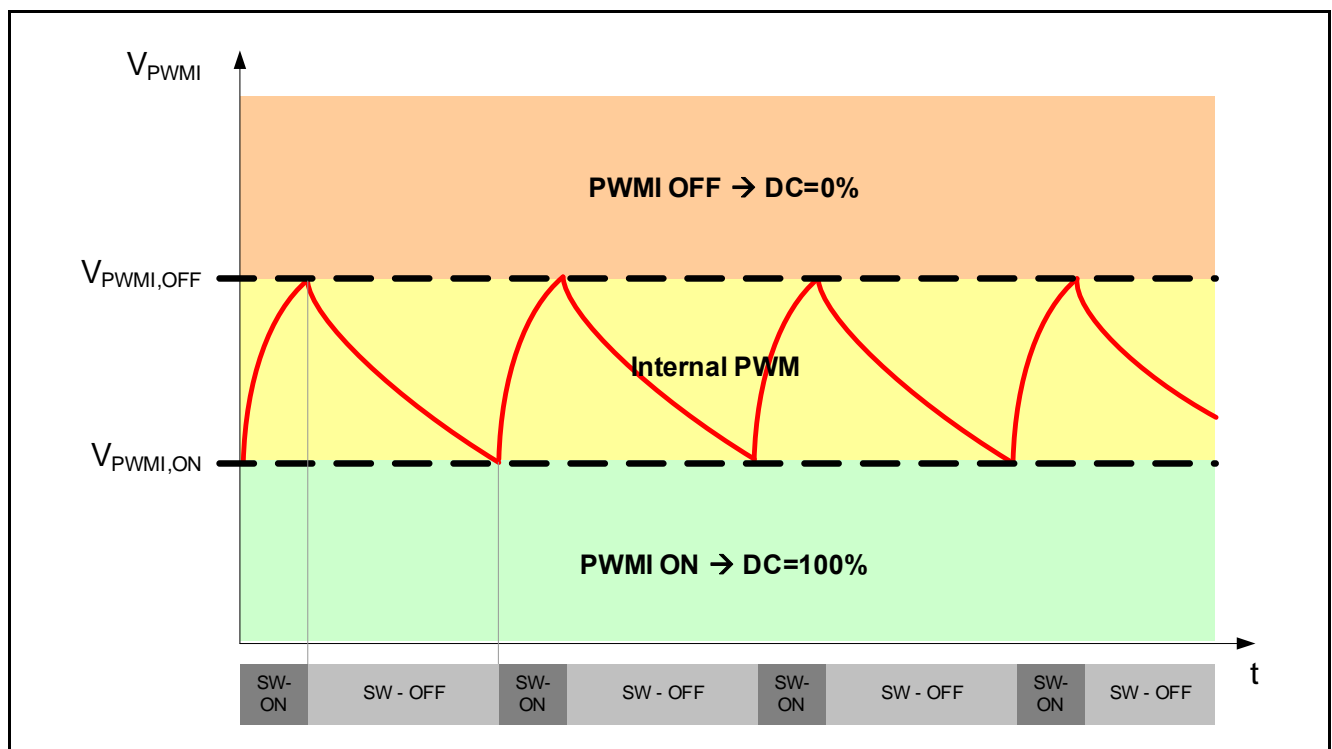 VPWMI
PWMI OFF → DC=0%
VPWMI,OFF
Internal PWM
VPWMI,ON
PWMI ON → DC=100%
t
SW-
ON
SW - OFF
SW-
ON
SW - OFF
SW-
ON
SW - OFF
SW-
ON
SW - OFF